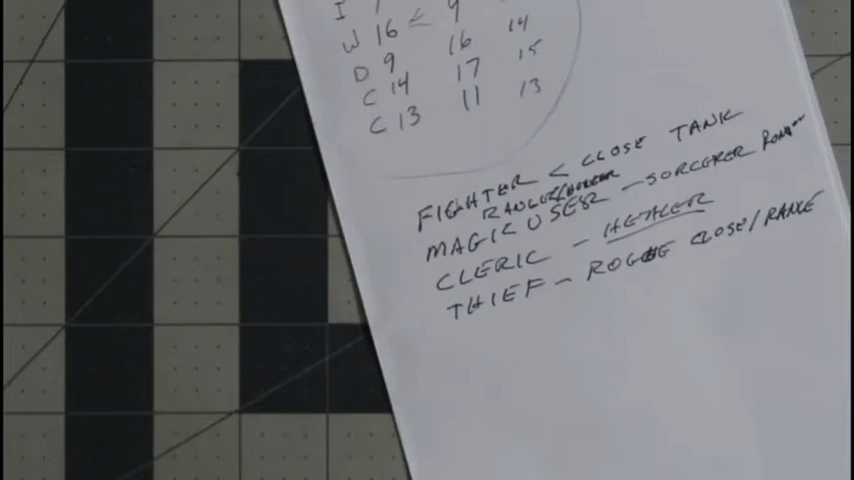 I
W 16 9 14
D 9 16 15
C 14 17 13
C 13 11
FIGHTER < CLOSE TANK
RANGER
MAGIC USER - SORCERER
CLERIC - HEALER
THIEF - ROGUE CLOSE/RANGE